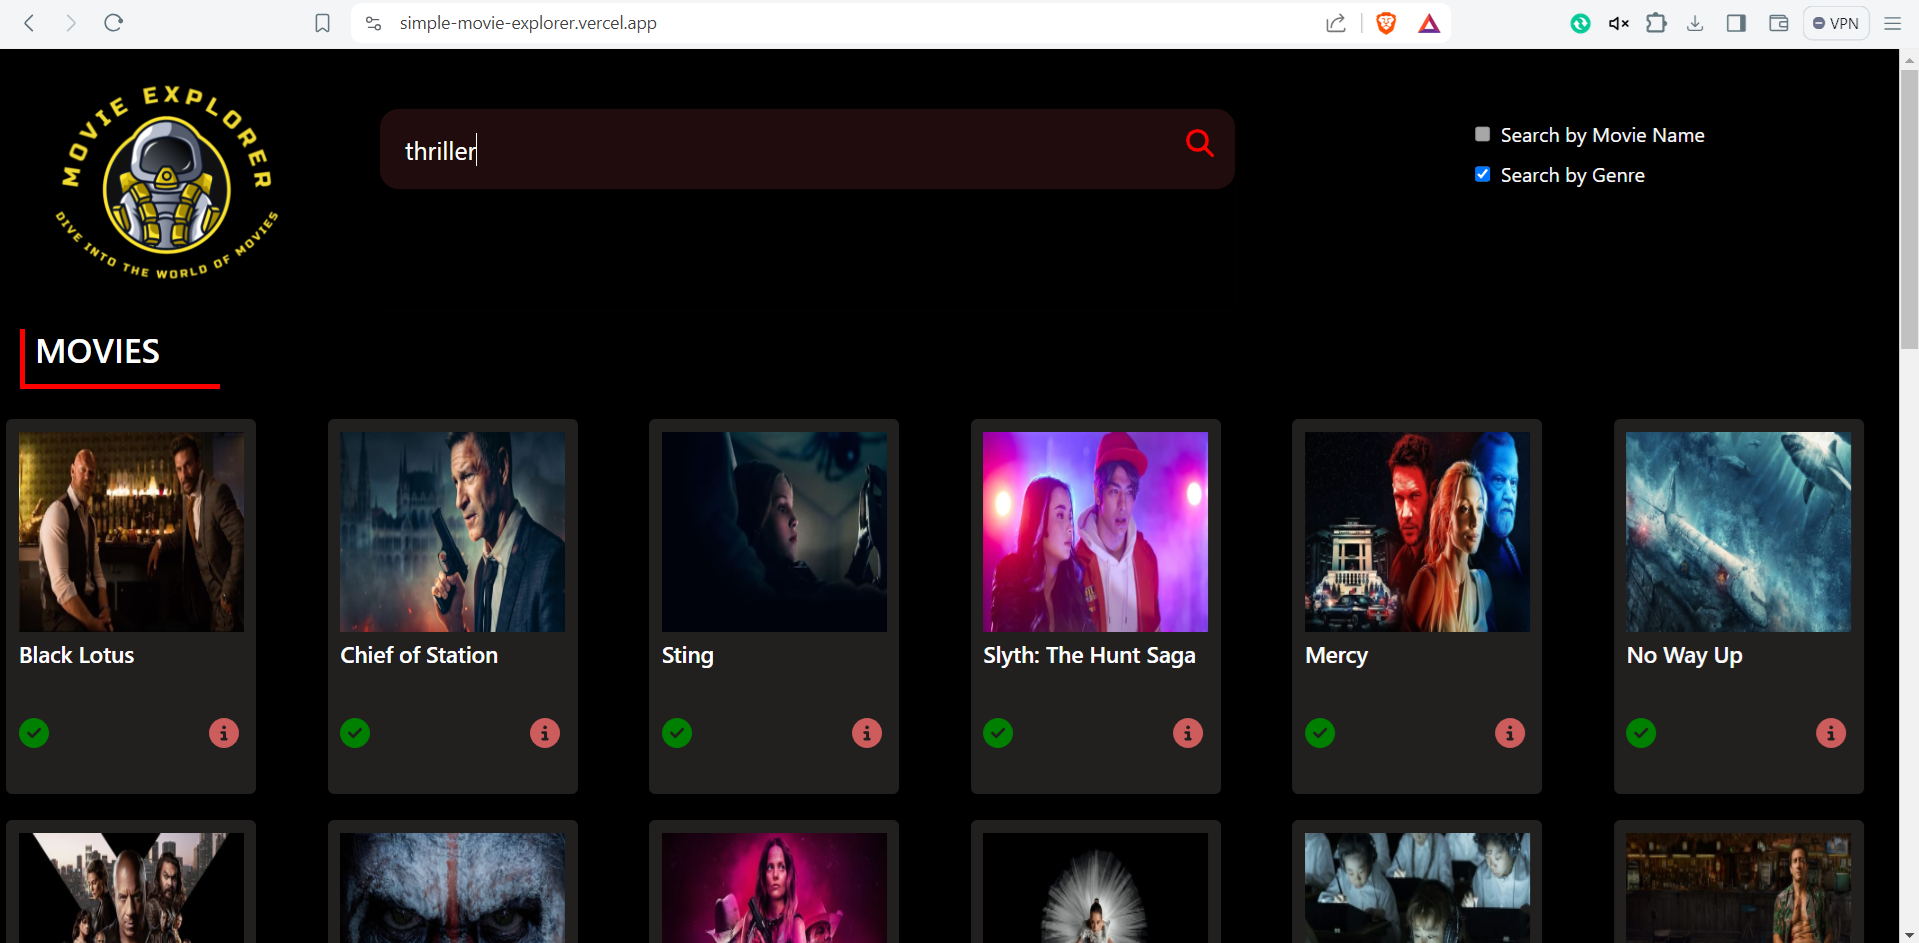 simple-movie-explorer.vercel.app
VPN
MOVIE EXPLORER
DIVE INTO THE WORLD OF MOVIES
thriller
Search by Movie Name
Search by Genre
MOVIES
Black Lotus
Chief of Station
Sting
Slyth: The Hunt Saga
Mercy
No Way Up